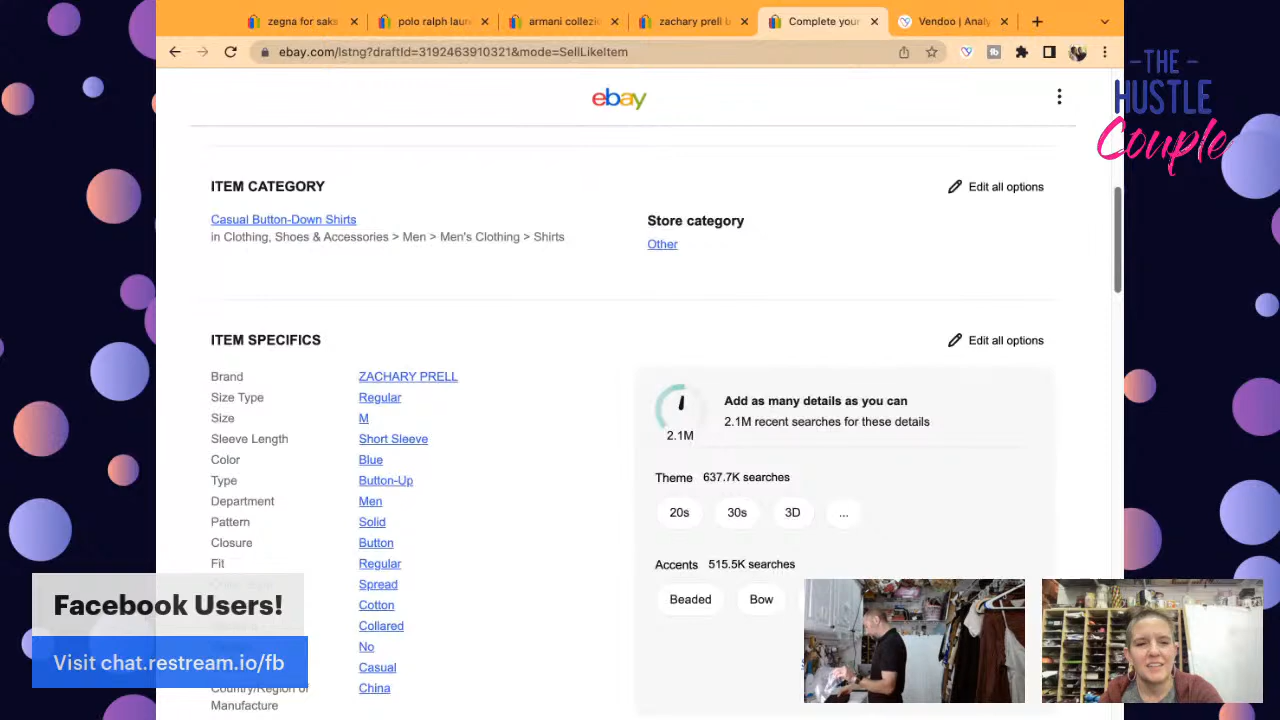 zegna for saks
polo ralph laur
armani collezio
zachary prell b
Complete your
Vendoo | Analy
ebay.com/lstng?draftId=3192463910321&mode=SellLikeItem
-THE-
HUSTLE
Couple
ebay
ITEM CATEGORY
Edit all options
Casual Button-Down Shirts
in Clothing, Shoes & Accessories > Men > Men's Clothing > Shirts
Store category
Other
ITEM SPECIFICS
Edit all options
Brand ZACHARY PRELL
Size Type Regular
Size M
Sleeve Length Short Sleeve
Color Blue
Type Button-Up
Department Men
Pattern Solid
Closure Button
Fit Regular
Spread
Cotton
Collared
No
Casual
Country/Region of China
Manufacture
2.1M
Add as many details as you can
2.1M recent searches for these details
Theme 637.7K searches
20s 30s 3D ...
Accents 515.5K searches
Beaded Bow
Facebook Users!
Visit chat.restream.io/fb